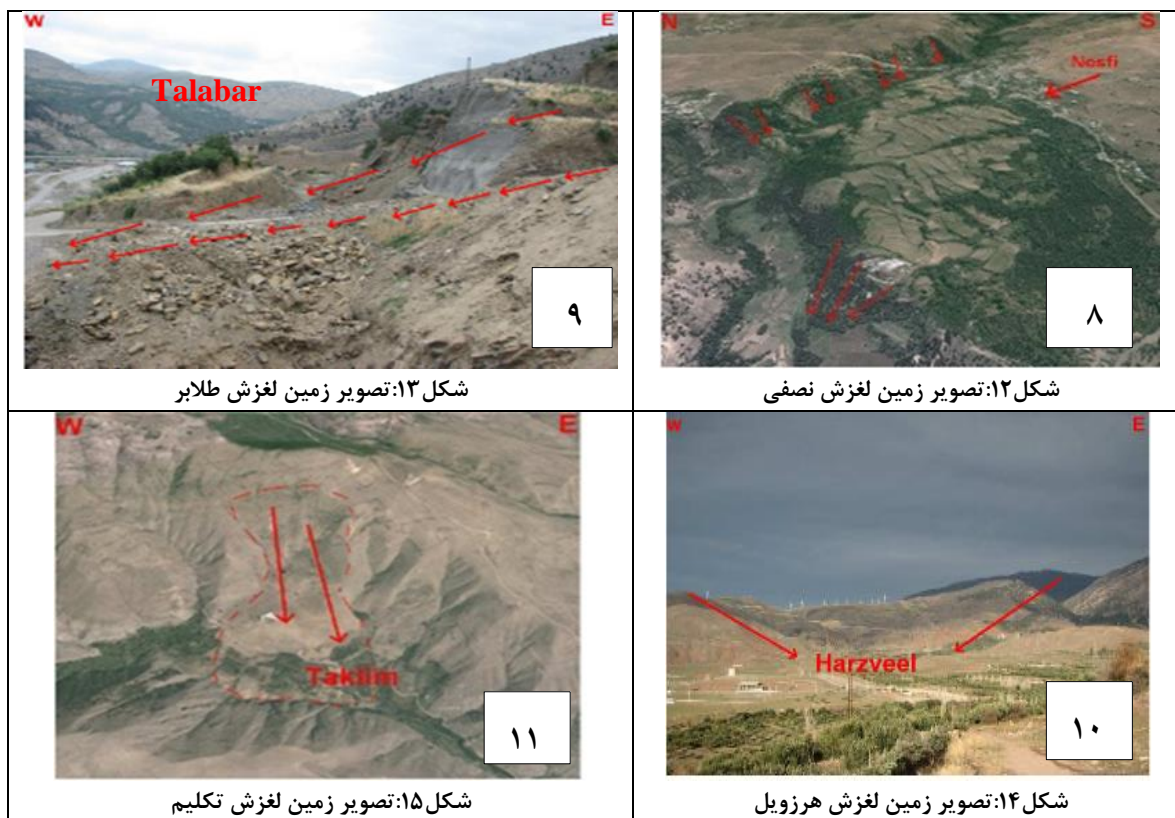 N S
Nosfi
۸
شکل۱۲:تصویر زمین لغزش نصفی
W E
Talabar
۹
شکل۱۳:تصویر زمین لغزش طلابر
W E
Harzveel
۱۰
شکل۱۴:تصویر زمین لغزش هرزویل
W E
Taklim
۱۱
شکل۱۵:تصویر زمین لغزش تکلیم